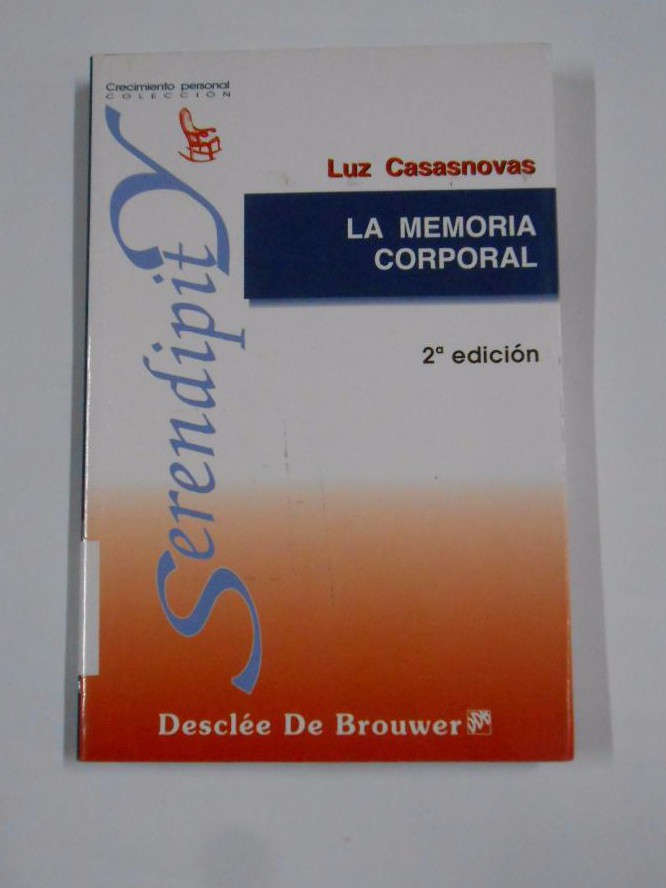 Crecimiento personal
COLECCIÓN
SerendipitY
Luz Casasnovas
LA MEMORIA
CORPORAL
2ª edición
Desclée De Brouwer